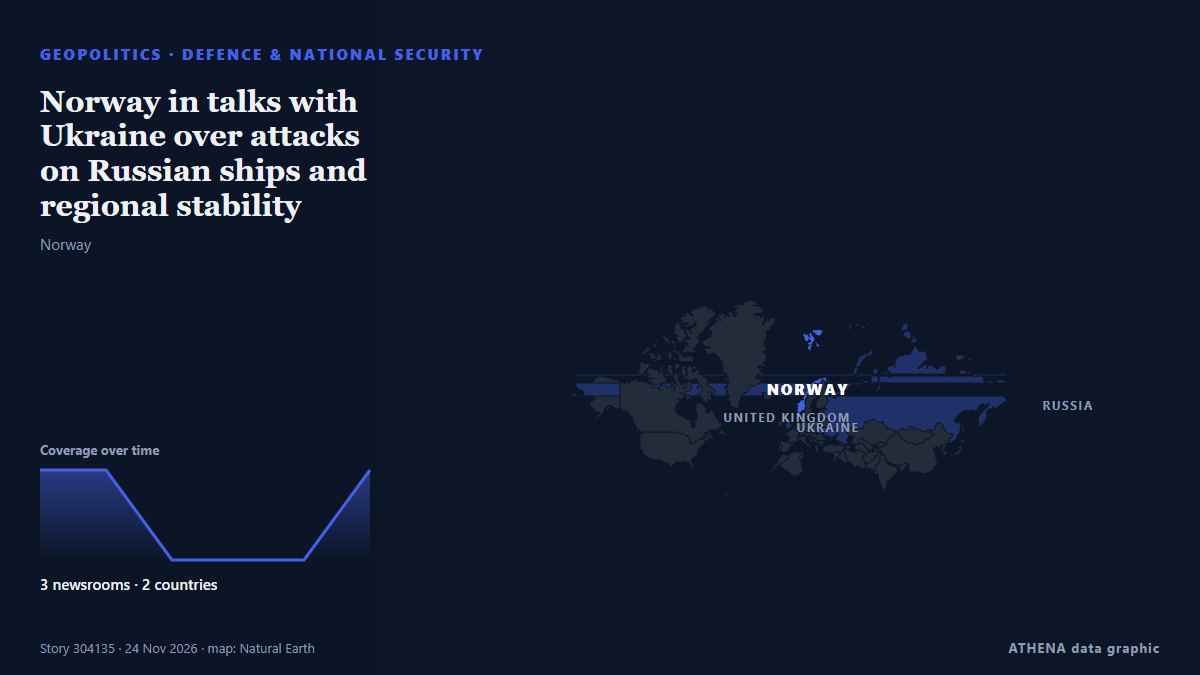 GEOPOLITICS · DEFENCE & NATIONAL SECURITY
Norway in talks with
Ukraine over attacks
on Russian ships and
regional stability
Norway
NORWAY
RUSSIA
UNITED KINGDOM
UKRAINE
Coverage over time
3 newsrooms · 2 countries
Story 304135 · 24 Nov 2026 · map: Natural Earth
ATHENA data graphic